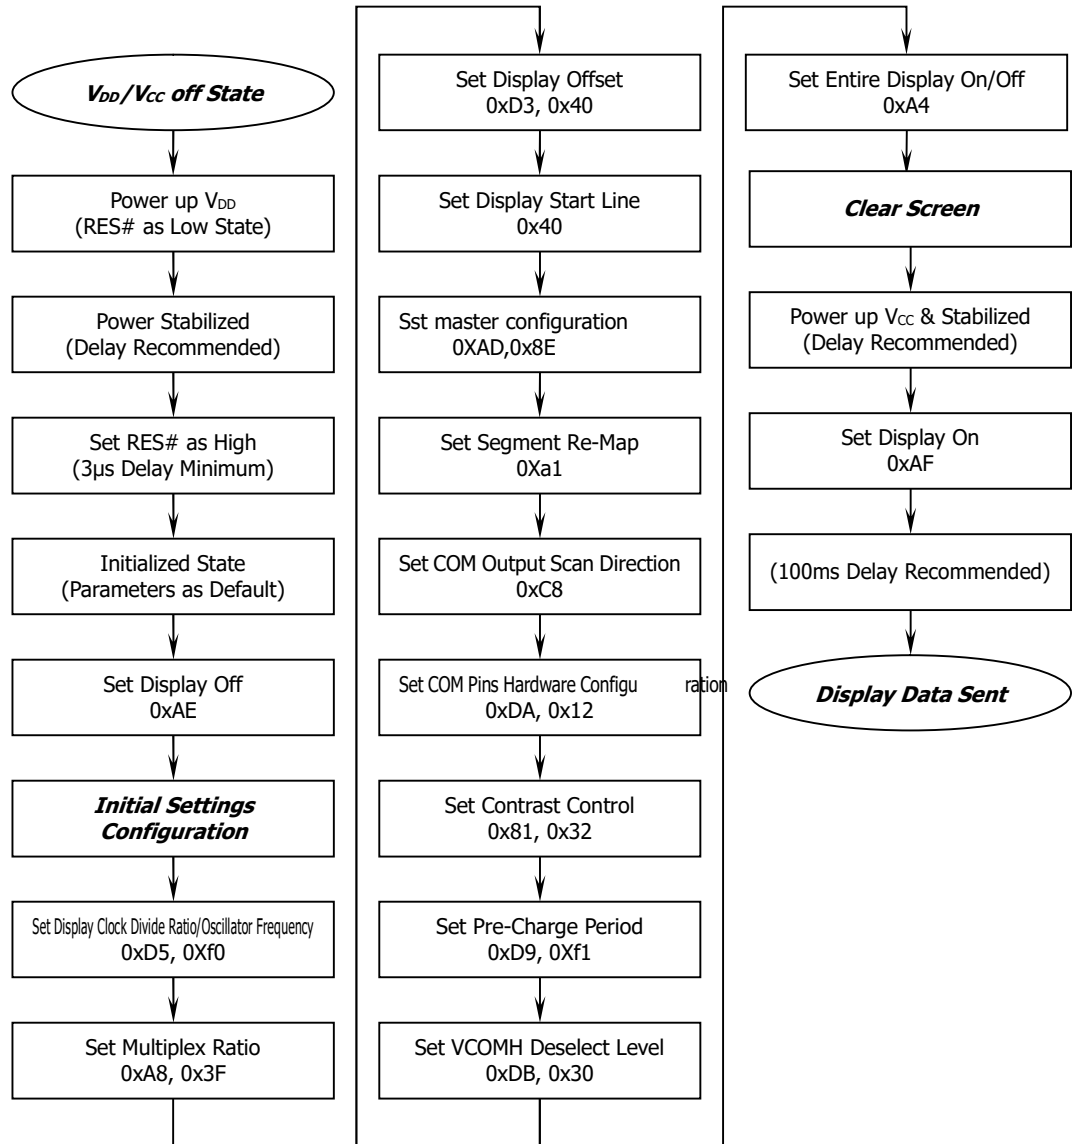 VDD/VCC off State
Power up VDD
(RES# as Low State)
Power Stabilized
(Delay Recommended)
Set RES# as High
(3μs Delay Minimum)
Initialized State
(Parameters as Default)
Set Display Off
0xAE
Initial Settings
Configuration
Set Display Clock Divide Ratio/Oscillator Frequency
0xD5, 0Xf0
Set Multiplex Ratio
0xA8, 0x3F
Set Display Offset
0xD3, 0x40
Set Display Start Line
0x40
Sst master configuration
0XAD,0x8E
Set Segment Re-Map
0Xa1
Set COM Output Scan Direction
0xC8
Set COM Pins Hardware Configu ration
0xDA, 0x12
Set Contrast Control
0x81, 0x32
Set Pre-Charge Period
0xD9, 0Xf1
Set VCOMH Deselect Level
0xDB, 0x30
Set Entire Display On/Off
0xA4
Clear Screen
Power up VCC & Stabilized
(Delay Recommended)
Set Display On
0xAF
(100ms Delay Recommended)
Display Data Sent